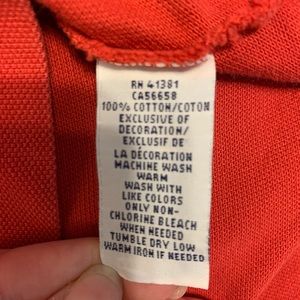 RN 41381
CA56658
100% COTTON/COTON
EXCLUSIVE OF
DECORATION/
EXCLUSIF DE
LA DÉCORATION
MACHINE WASH
WARM
WASH WITH
LIKE COLORS
ONLY NON-
CHLORINE BLEACH
WHEN NEEDED
TUMBLE DRY LOW
WARM IRON IF NEEDED